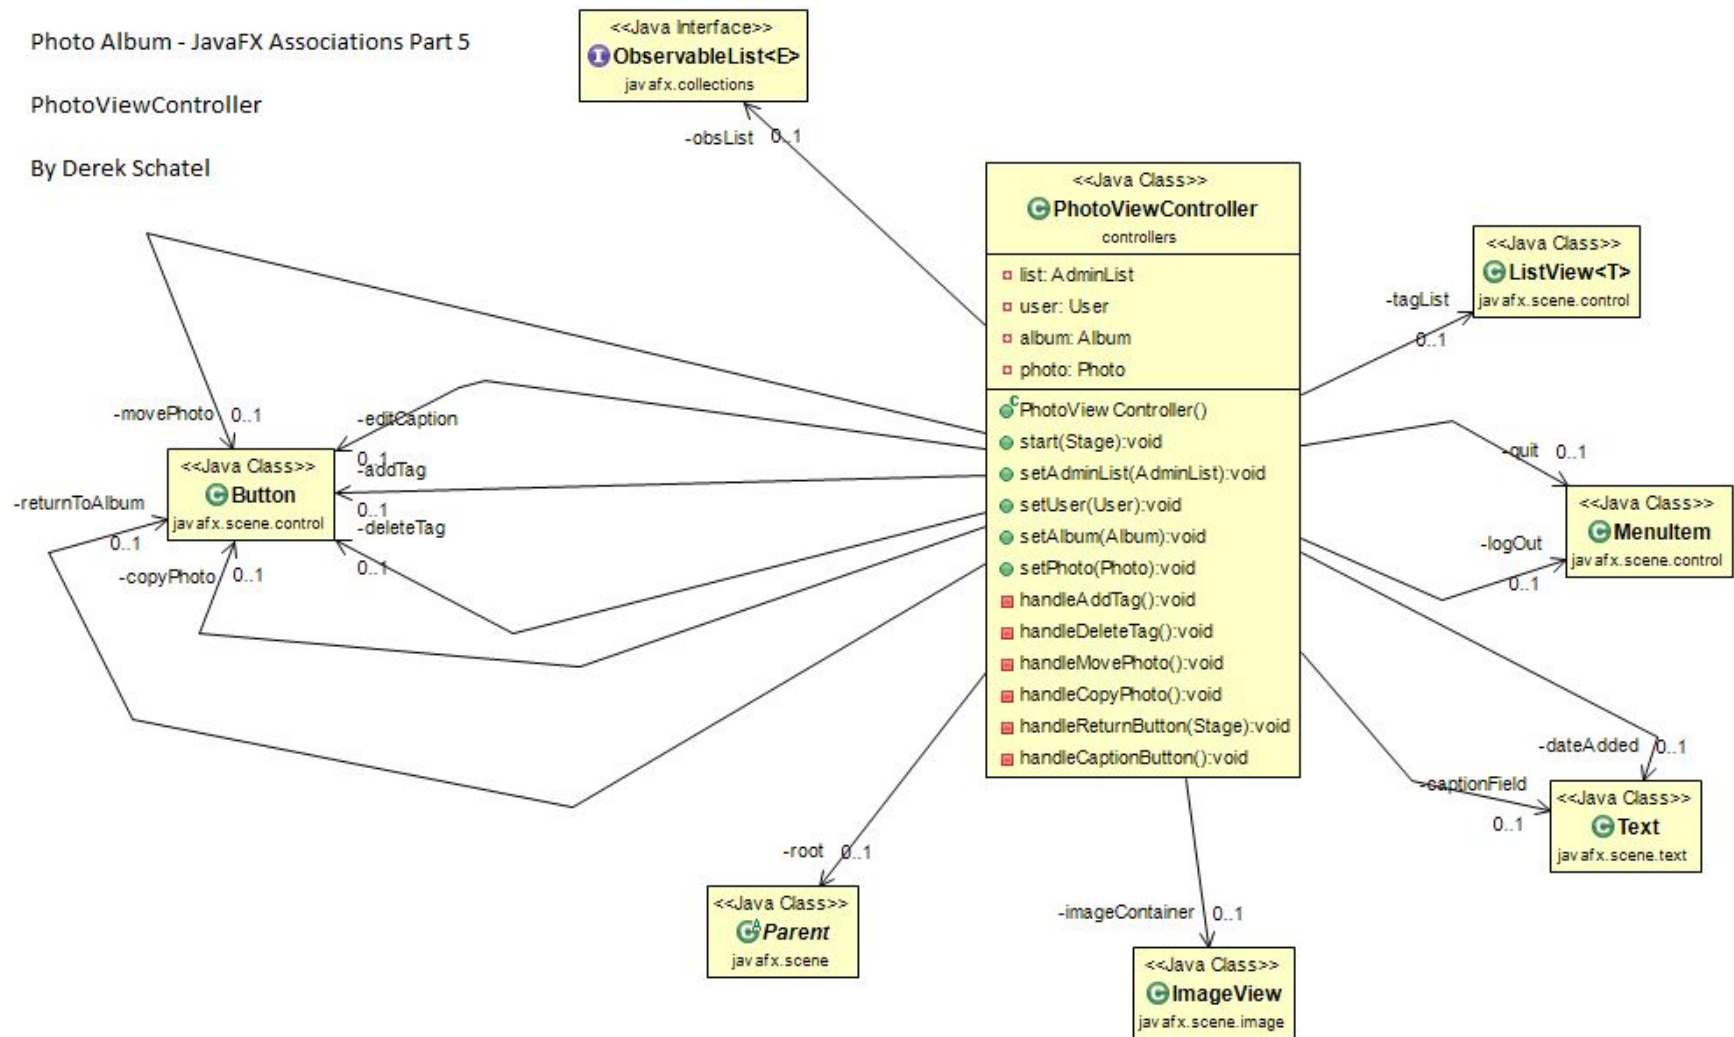 Photo Album - JavaFX Associations Part 5
PhotoViewController
By Derek Schatel
<<Java Interface>>
I ObservableList<E>
javafx.collections
-obsList 0..1
<<Java Class>>
C PhotoViewController
controllers
list: AdminList
user: User
album: Album
photo: Photo
C PhotoViewController()
start(Stage):void
setAdminList(AdminList):void
setUser(User):void
setAlbum(Album):void
setPhoto(Photo):void
handleAddTag():void
handleDeleteTag():void
handleMovePhoto():void
handleCopyPhoto():void
handleReturnButton(Stage):void
handleCaptionButton():void
<<Java Class>>
C ListView<T>
javafx.scene.control
-tagList
0..1
-movePhoto 0..1
-editCaption
0..1
-addTag
0..1
-deleteTag
0..1
<<Java Class>>
C Button
javafx.scene.control
-returnToAlbum
0..1
-copyPhoto 0..1
-quit 0..1
<<Java Class>>
C MenuItem
javafx.scene.control
-logOut
0..1
-dateAdded 0..1
-captionField
0..1
<<Java Class>>
C Text
javafx.scene.text
-root 0..1
<<Java Class>>
C A Parent
javafx.scene
-imageContainer 0..1
<<Java Class>>
C ImageView
javafx.scene.image